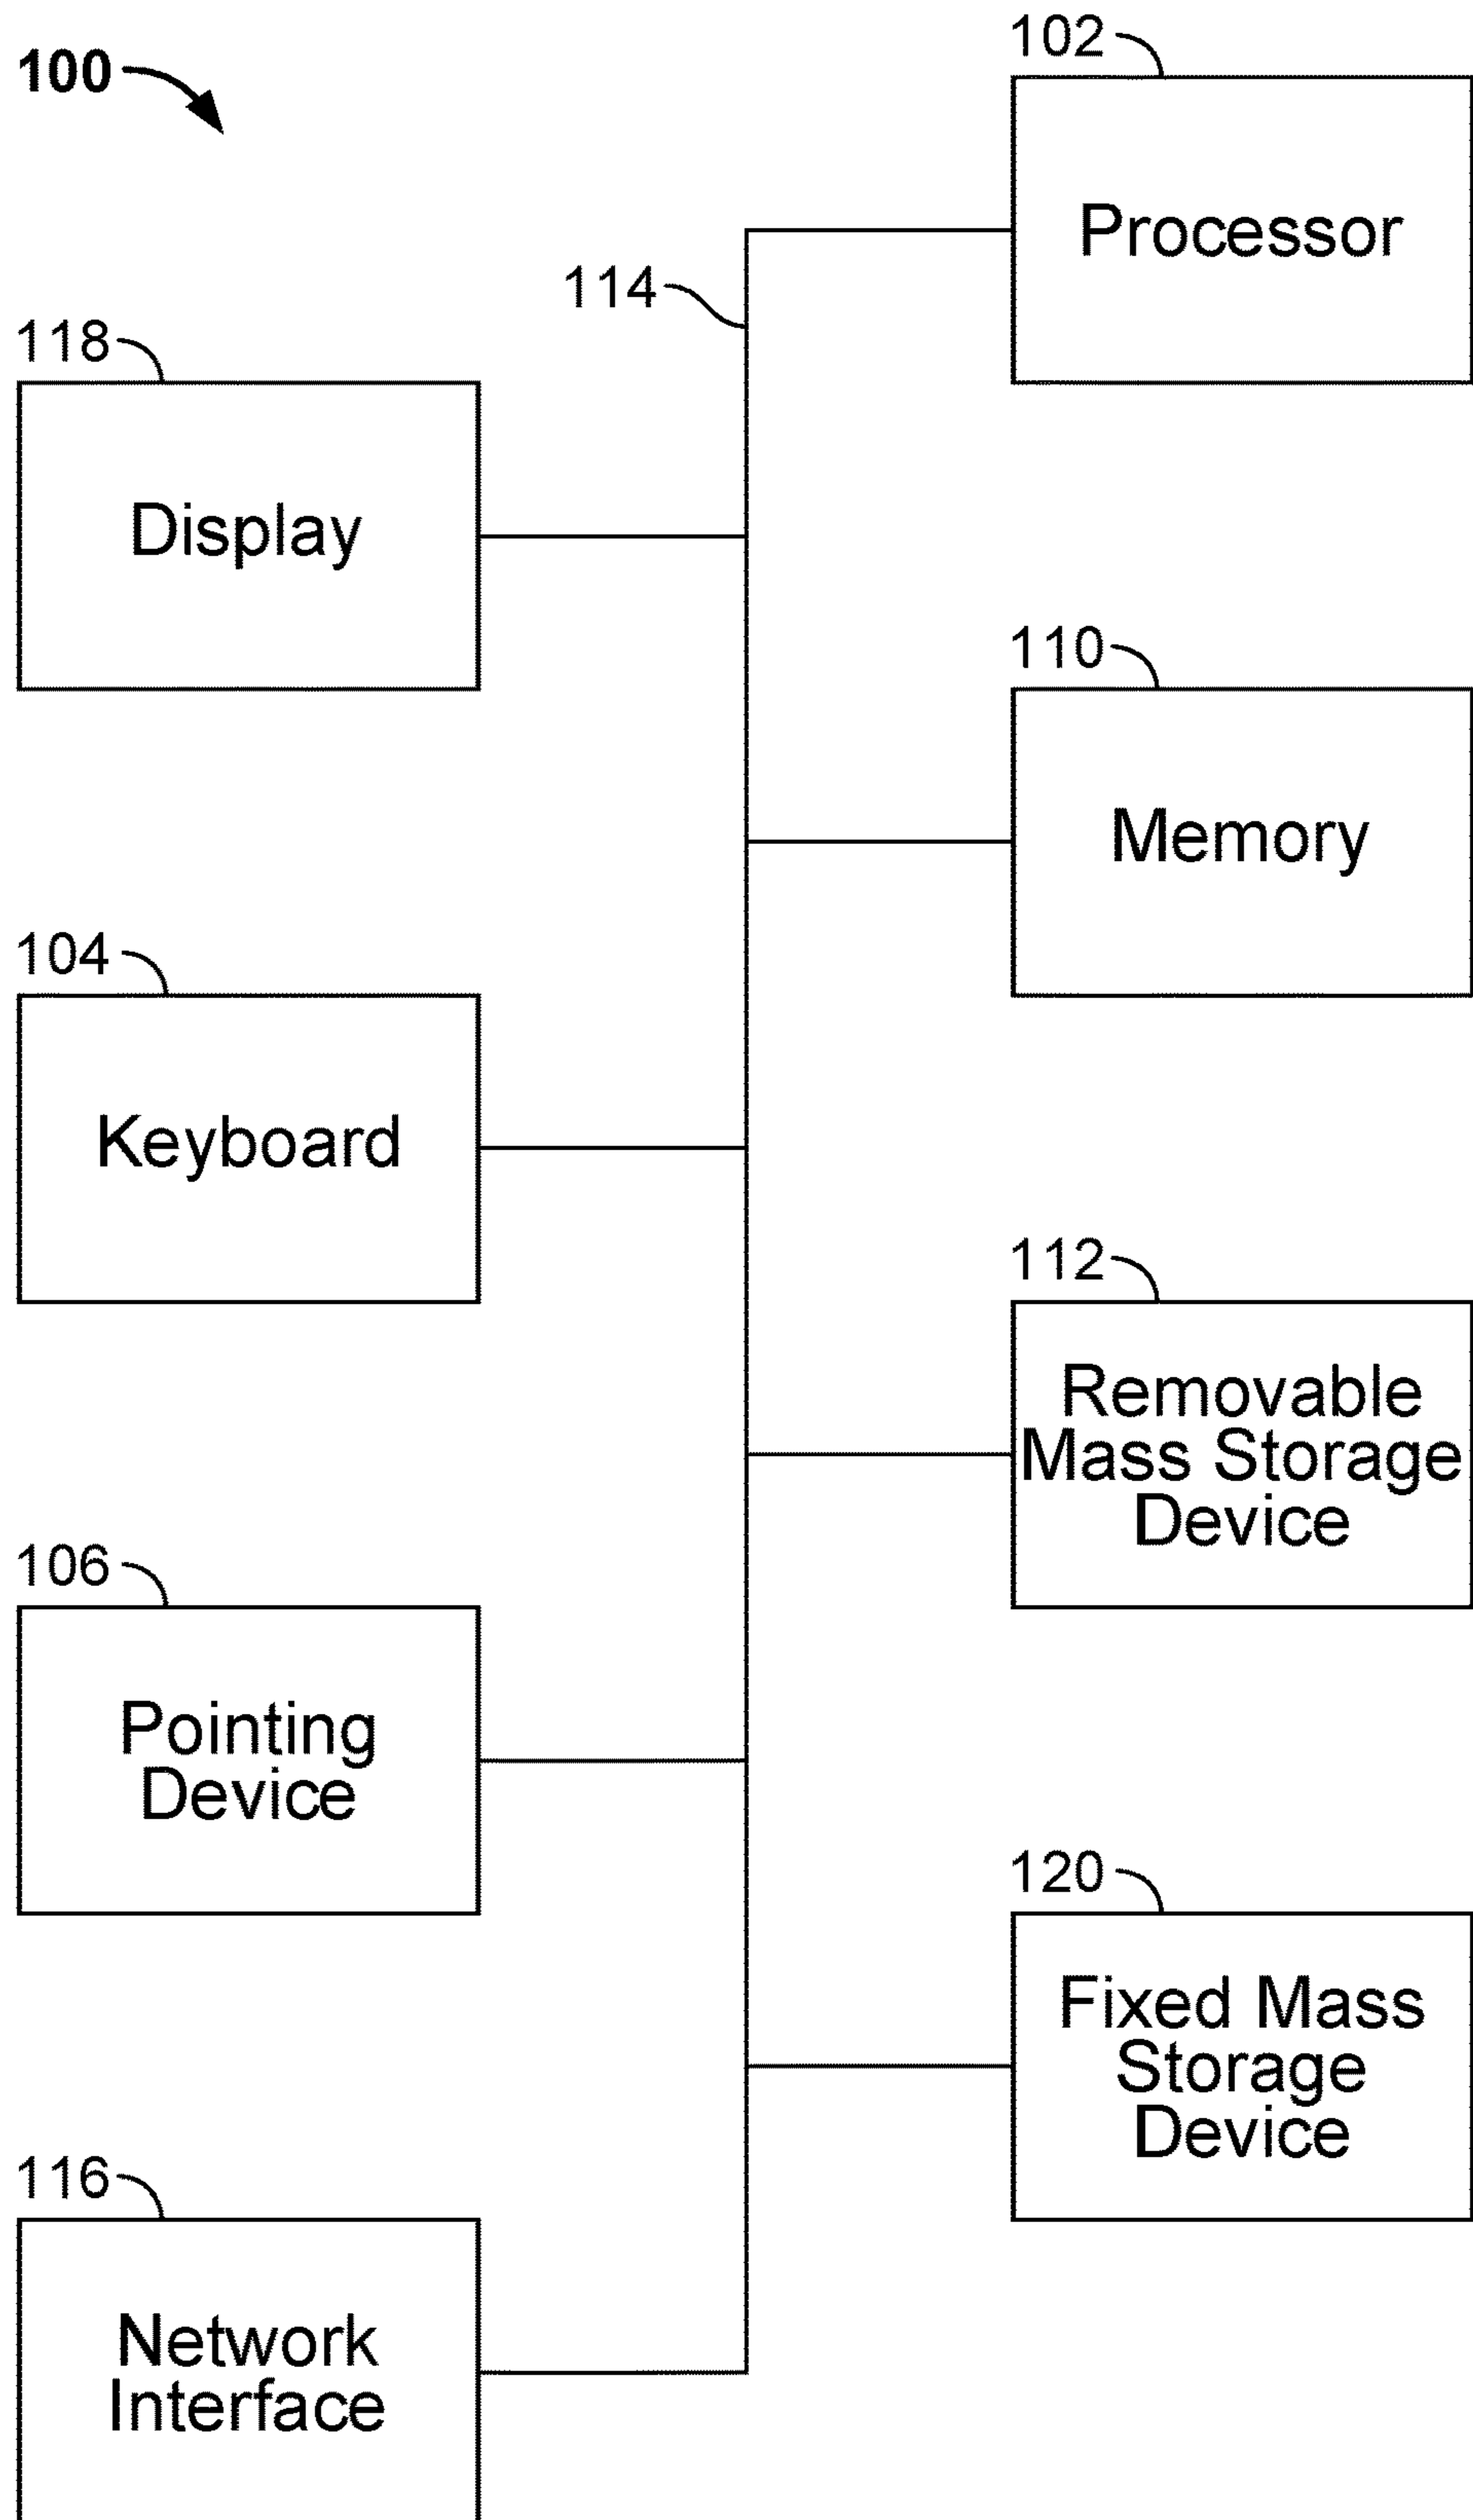 100
102
Processor
114
118
Display
110
Memory
104
Keyboard
112
Removable
Mass Storage
Device
106
Pointing
Device
120
Fixed Mass
Storage
Device
116
Network
Interface